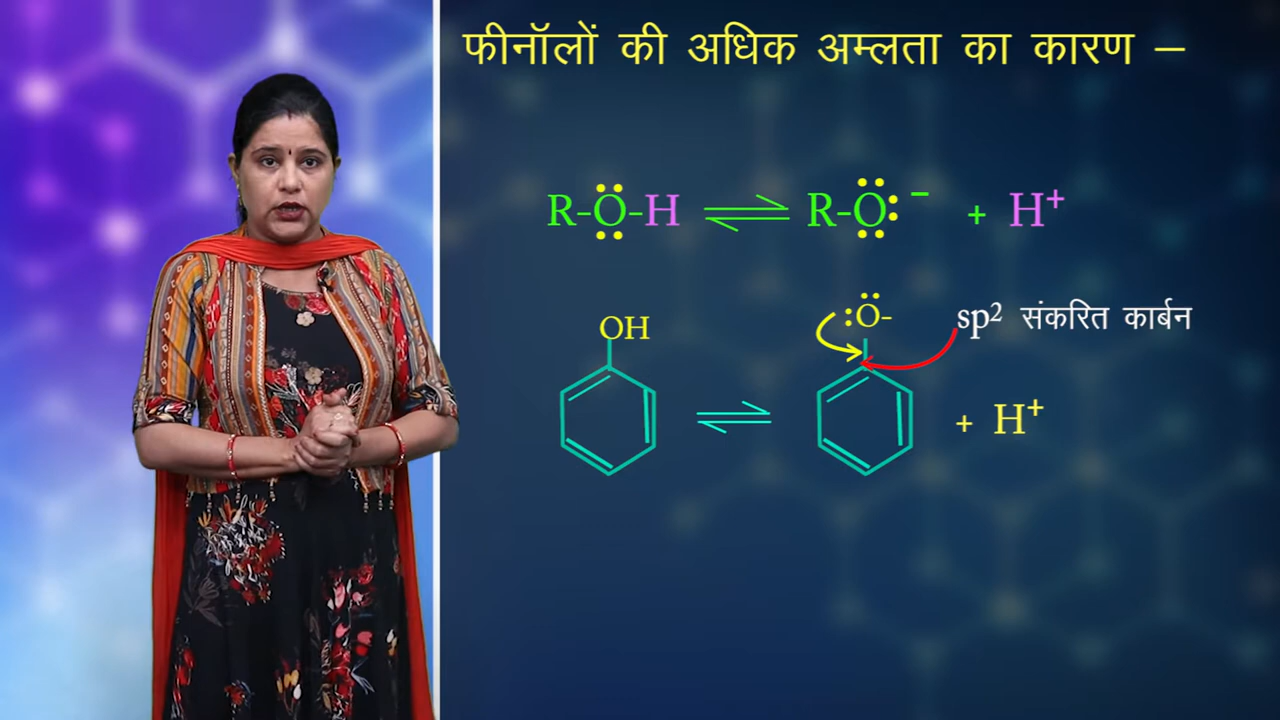 फीनॉलों की अधिक अम्लता का कारण –
R-O-H ⇌ R-O⁻ + H⁺
OH :O- sp² संकरित कार्बन
⇌ + H⁺